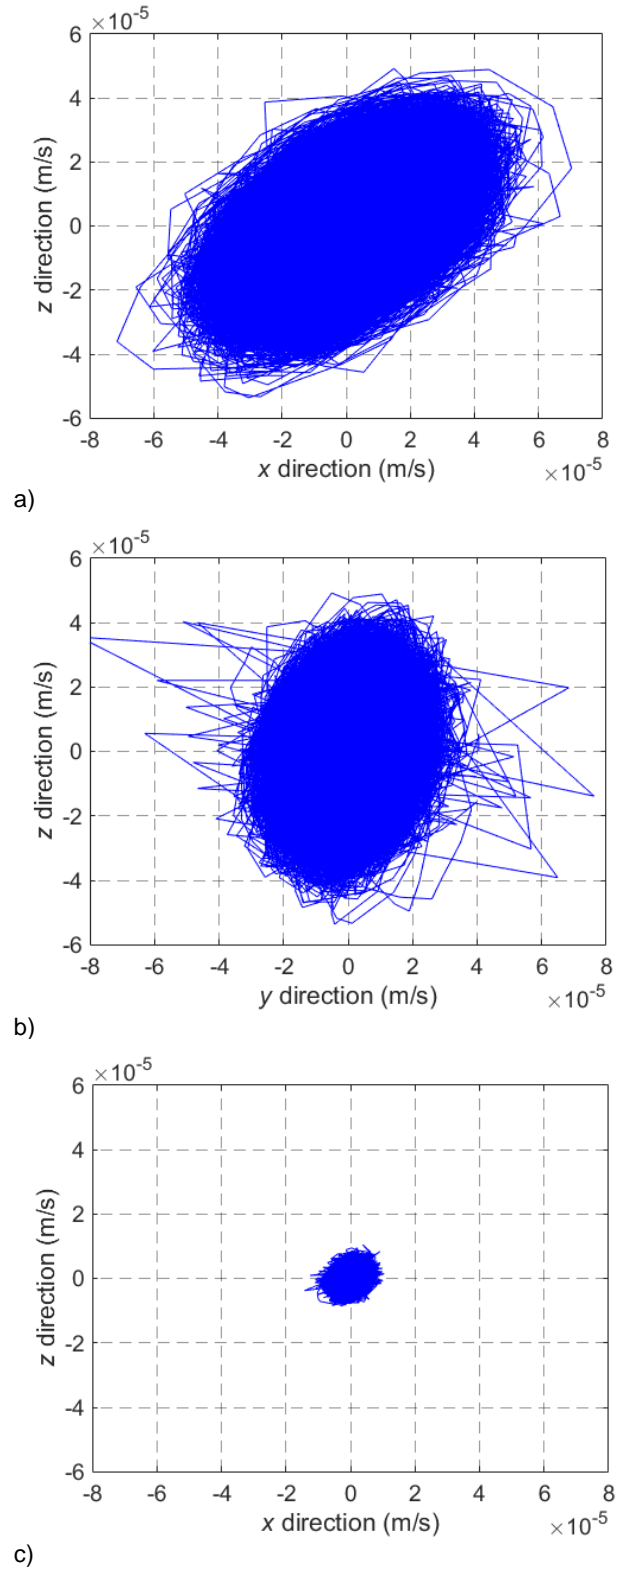 ×10⁻⁵
6
4
2
0
-2
-4
-6
z direction (m/s)
-8 -6 -4 -2 0 2 4 6 8
x direction (m/s)
×10⁻⁵
a)
×10⁻⁵
6
4
2
0
-2
-4
-6
z direction (m/s)
-8 -6 -4 -2 0 2 4 6 8
y direction (m/s)
×10⁻⁵
b)
×10⁻⁵
6
4
2
0
-2
-4
-6
z direction (m/s)
-8 -6 -4 -2 0 2 4 6 8
x direction (m/s)
×10⁻⁵
c)